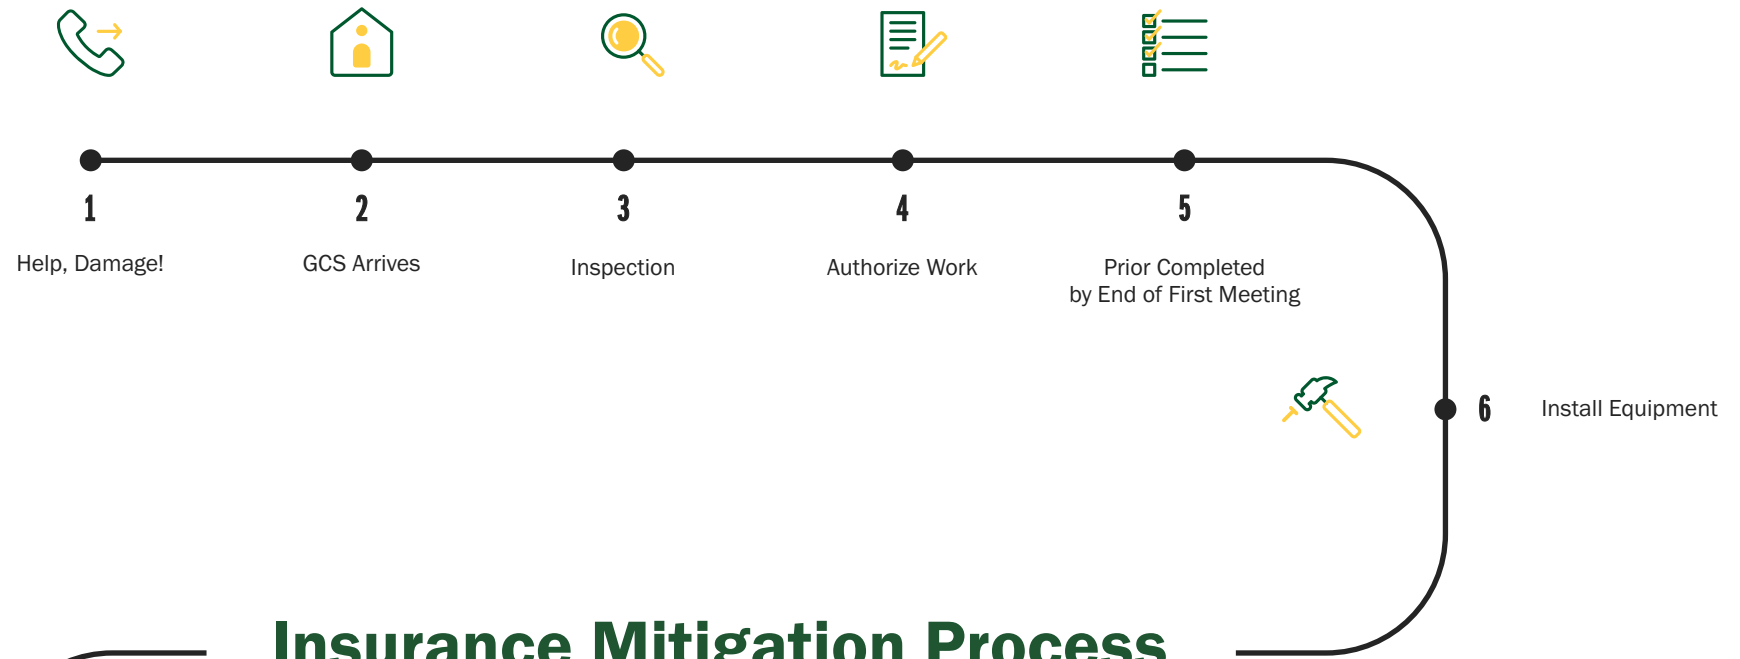 1
Help, Damage!
2
GCS Arrives
3
Inspection
4
Authorize Work
5
Prior Completed
by End of First Meeting
6
Install Equipment
Insurance Mitigation Process